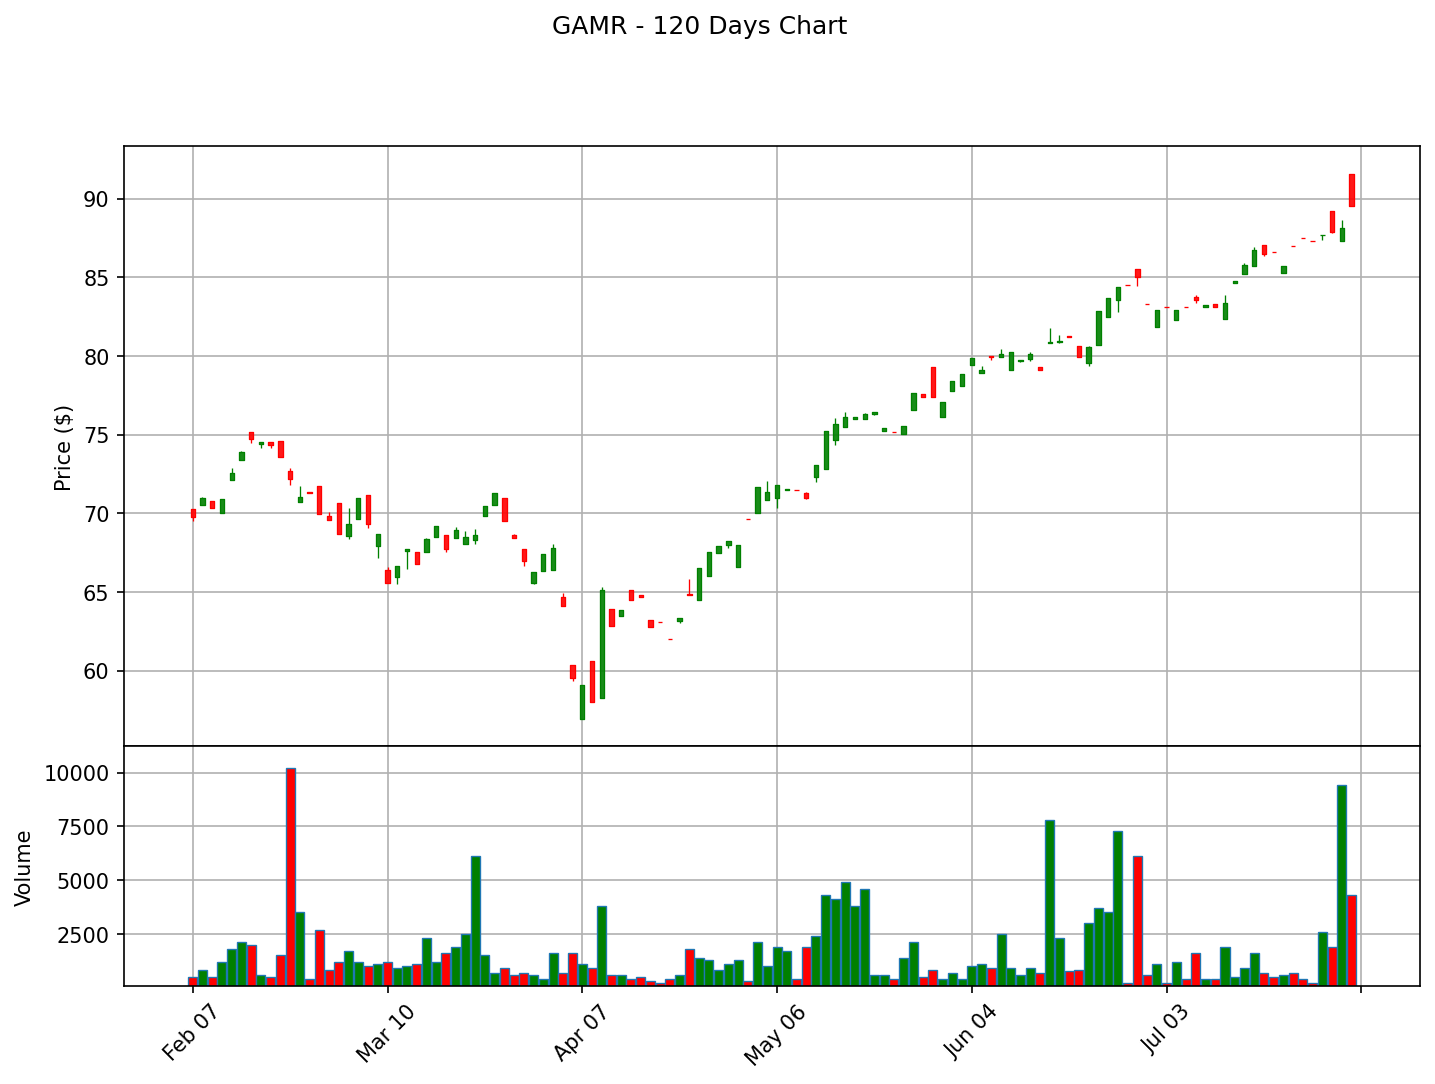 GAMR - 120 Days Chart
Price ($)
90
85
80
75
70
65
60
Volume
10000
7500
5000
2500
Feb 07
Mar 10
Apr 07
May 06
Jun 04
Jul 03